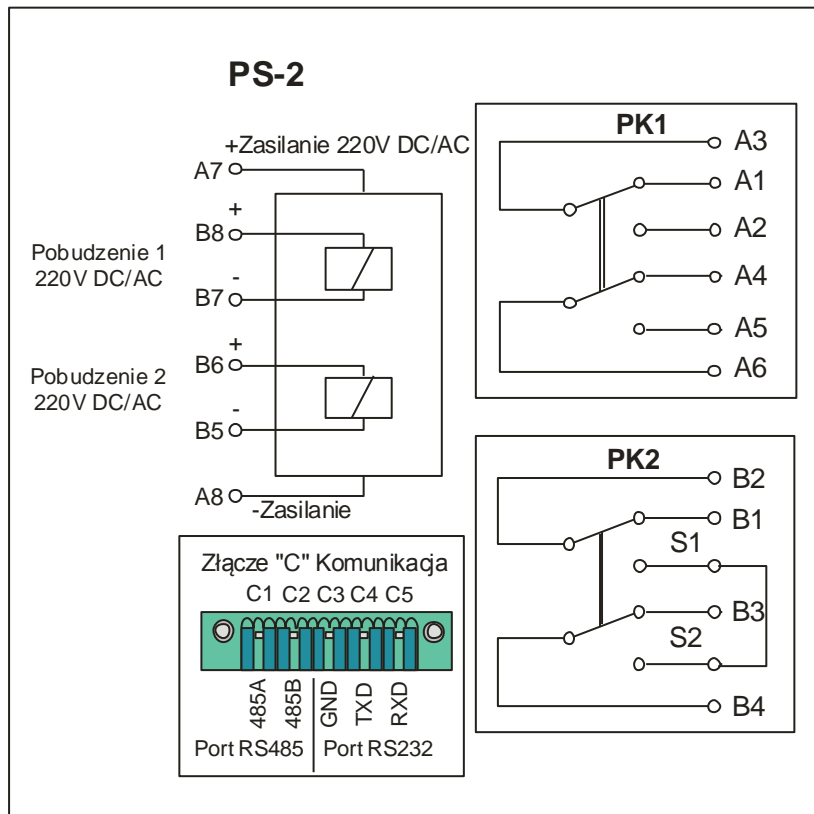 PS-2
+Zasilanie 220V DC/AC
A7
+
B8
Pobudzenie 1
220V DC/AC
-
B7
+
B6
Pobudzenie 2
220V DC/AC
-
B5
A8
-Zasilanie
PK1
A3
A1
A2
A4
A5
A6
PK2
B2
B1
S1
B3
S2
B4
Złącze "C" Komunikacja
C1 C2 C3 C4 C5
485A 485B GND TXD RXD
Port RS485 Port RS232